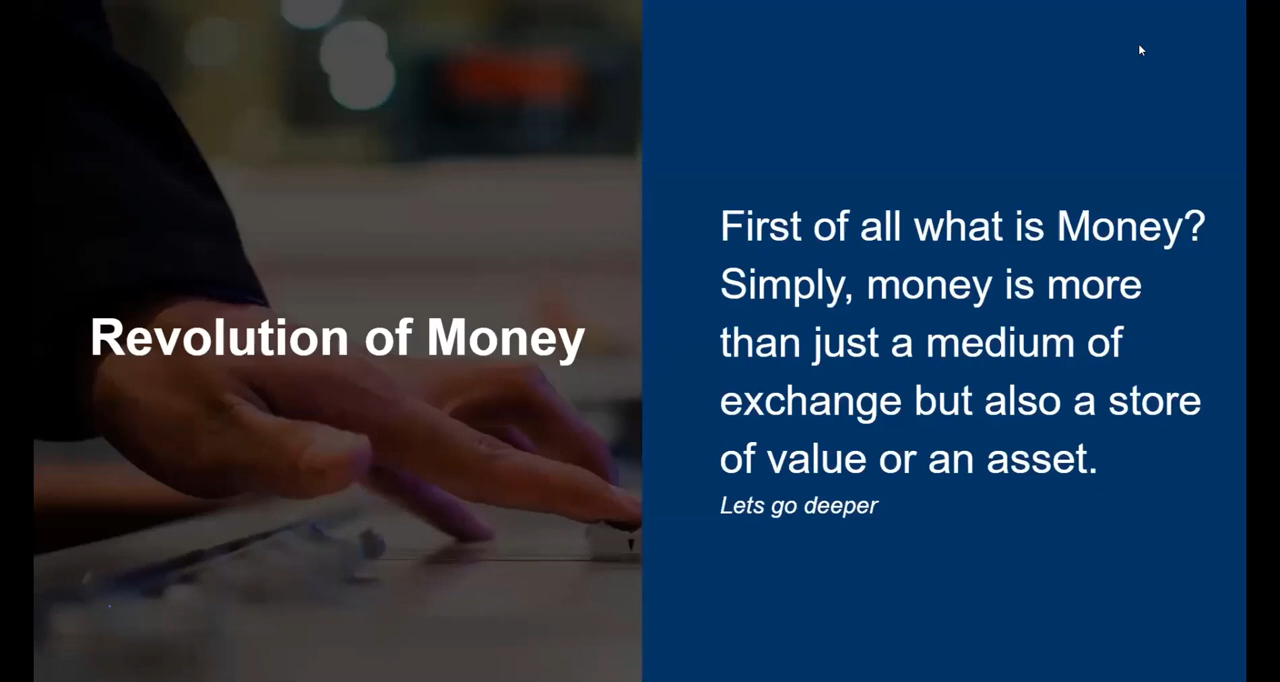 Revolution of Money
First of all what is Money?
Simply, money is more
than just a medium of
exchange but also a store
of value or an asset.
Lets go deeper